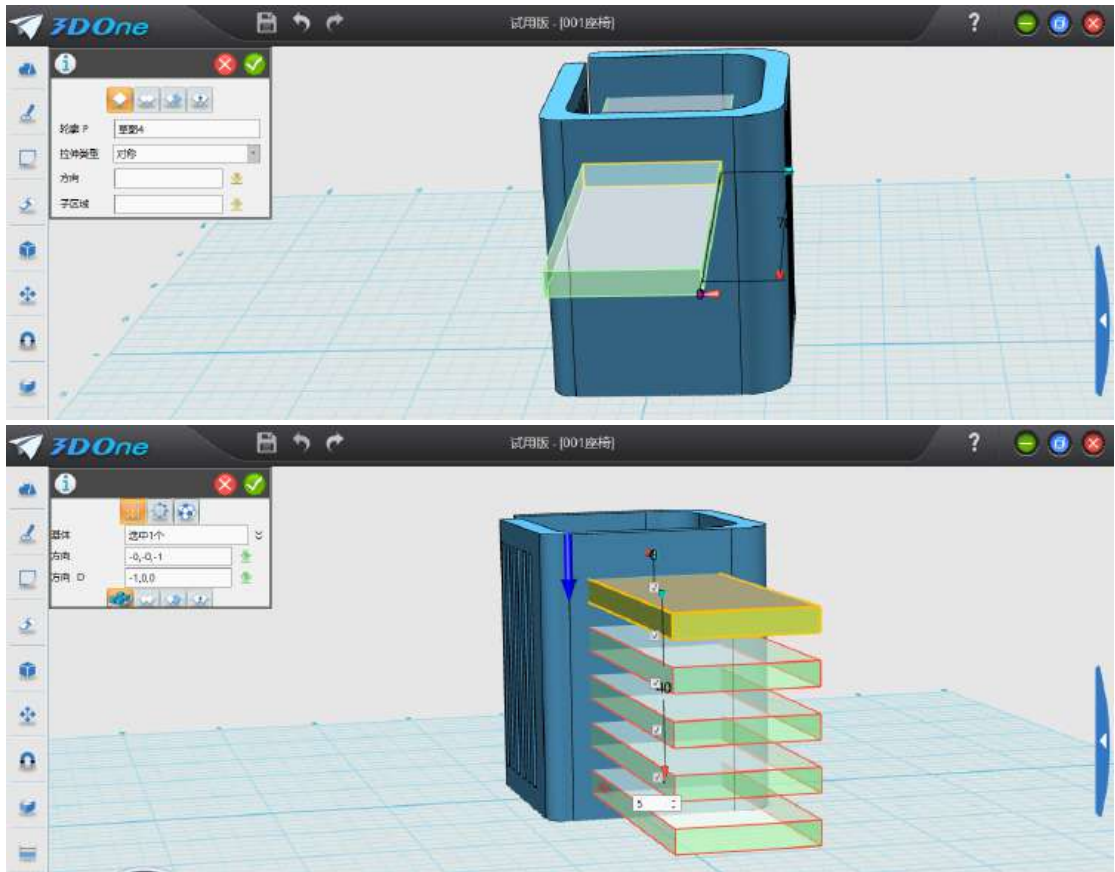 3DOne
试用版 - [001座椅]
?
轮廓 P 草图4
拉伸类型 对称
方向
子区域
3DOne
试用版 - [001座椅]
?
基体 选中1个
方向 -0,-0,-1
方向 D -1,0,0
40
5